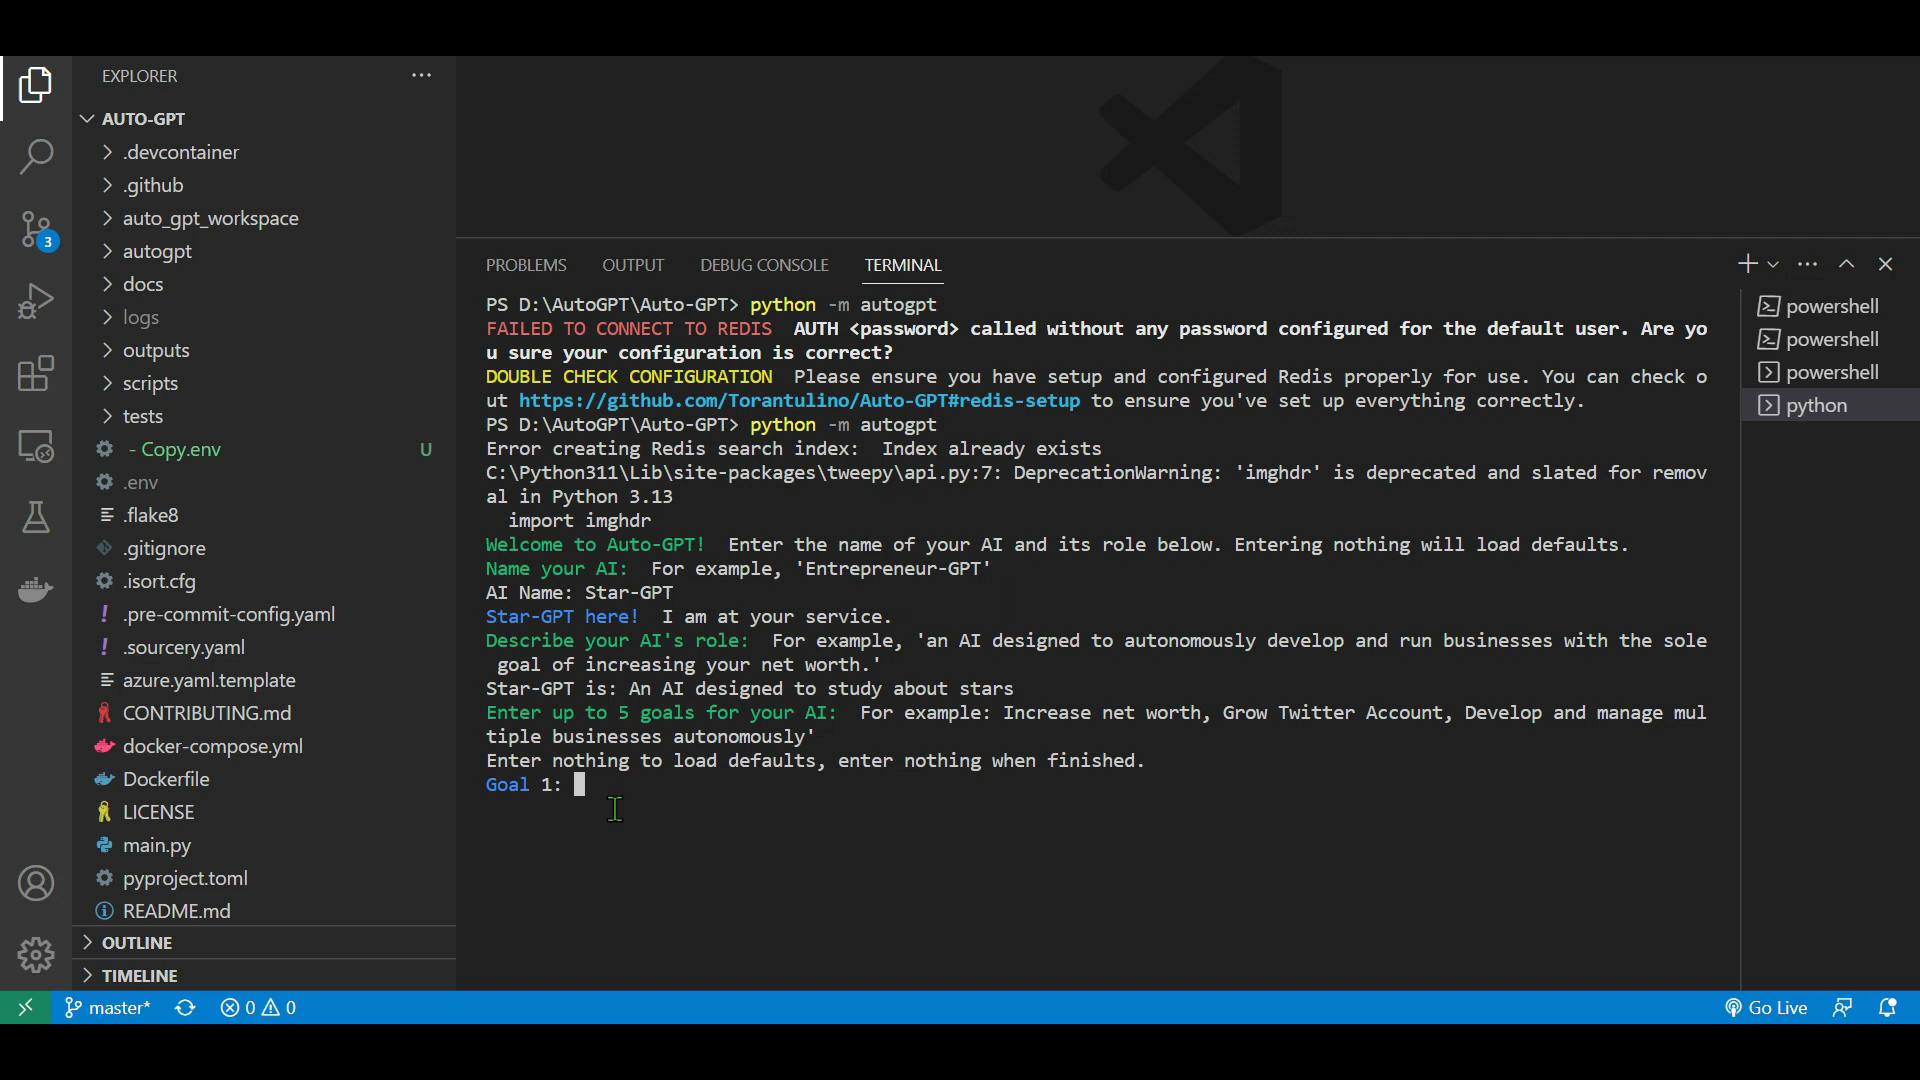 EXPLORER
AUTO-GPT
.devcontainer
.github
auto_gpt_workspace
autogpt
docs
logs
outputs
scripts
tests
- Copy.env U
.env
.flake8
.gitignore
.isort.cfg
.pre-commit-config.yaml
.sourcery.yaml
azure.yaml.template
CONTRIBUTING.md
docker-compose.yml
Dockerfile
LICENSE
main.py
pyproject.toml
README.md
OUTLINE
TIMELINE
3
PROBLEMS OUTPUT DEBUG CONSOLE TERMINAL
PS D:\AutoGPT\Auto-GPT> python -m autogpt
FAILED TO CONNECT TO REDIS  AUTH <password> called without any password configured for the default user. Are yo
u sure your configuration is correct?
DOUBLE CHECK CONFIGURATION  Please ensure you have setup and configured Redis properly for use. You can check o
ut https://github.com/Torantulino/Auto-GPT#redis-setup to ensure you've set up everything correctly.
PS D:\AutoGPT\Auto-GPT> python -m autogpt
Error creating Redis search index:  Index already exists
C:\Python311\Lib\site-packages\tweepy\api.py:7: DeprecationWarning: 'imghdr' is deprecated and slated for remov
al in Python 3.13
  import imghdr
Welcome to Auto-GPT!  Enter the name of your AI and its role below. Entering nothing will load defaults.
Name your AI:  For example, 'Entrepreneur-GPT'
AI Name: Star-GPT
Star-GPT here!  I am at your service.
Describe your AI's role:  For example, 'an AI designed to autonomously develop and run businesses with the sole
 goal of increasing your net worth.'
Star-GPT is: An AI designed to study about stars
Enter up to 5 goals for your AI:  For example: Increase net worth, Grow Twitter Account, Develop and manage mul
tiple businesses autonomously'
Enter nothing to load defaults, enter nothing when finished.
Goal 1:
powershell
powershell
powershell
python
master* 0 0 Go Live